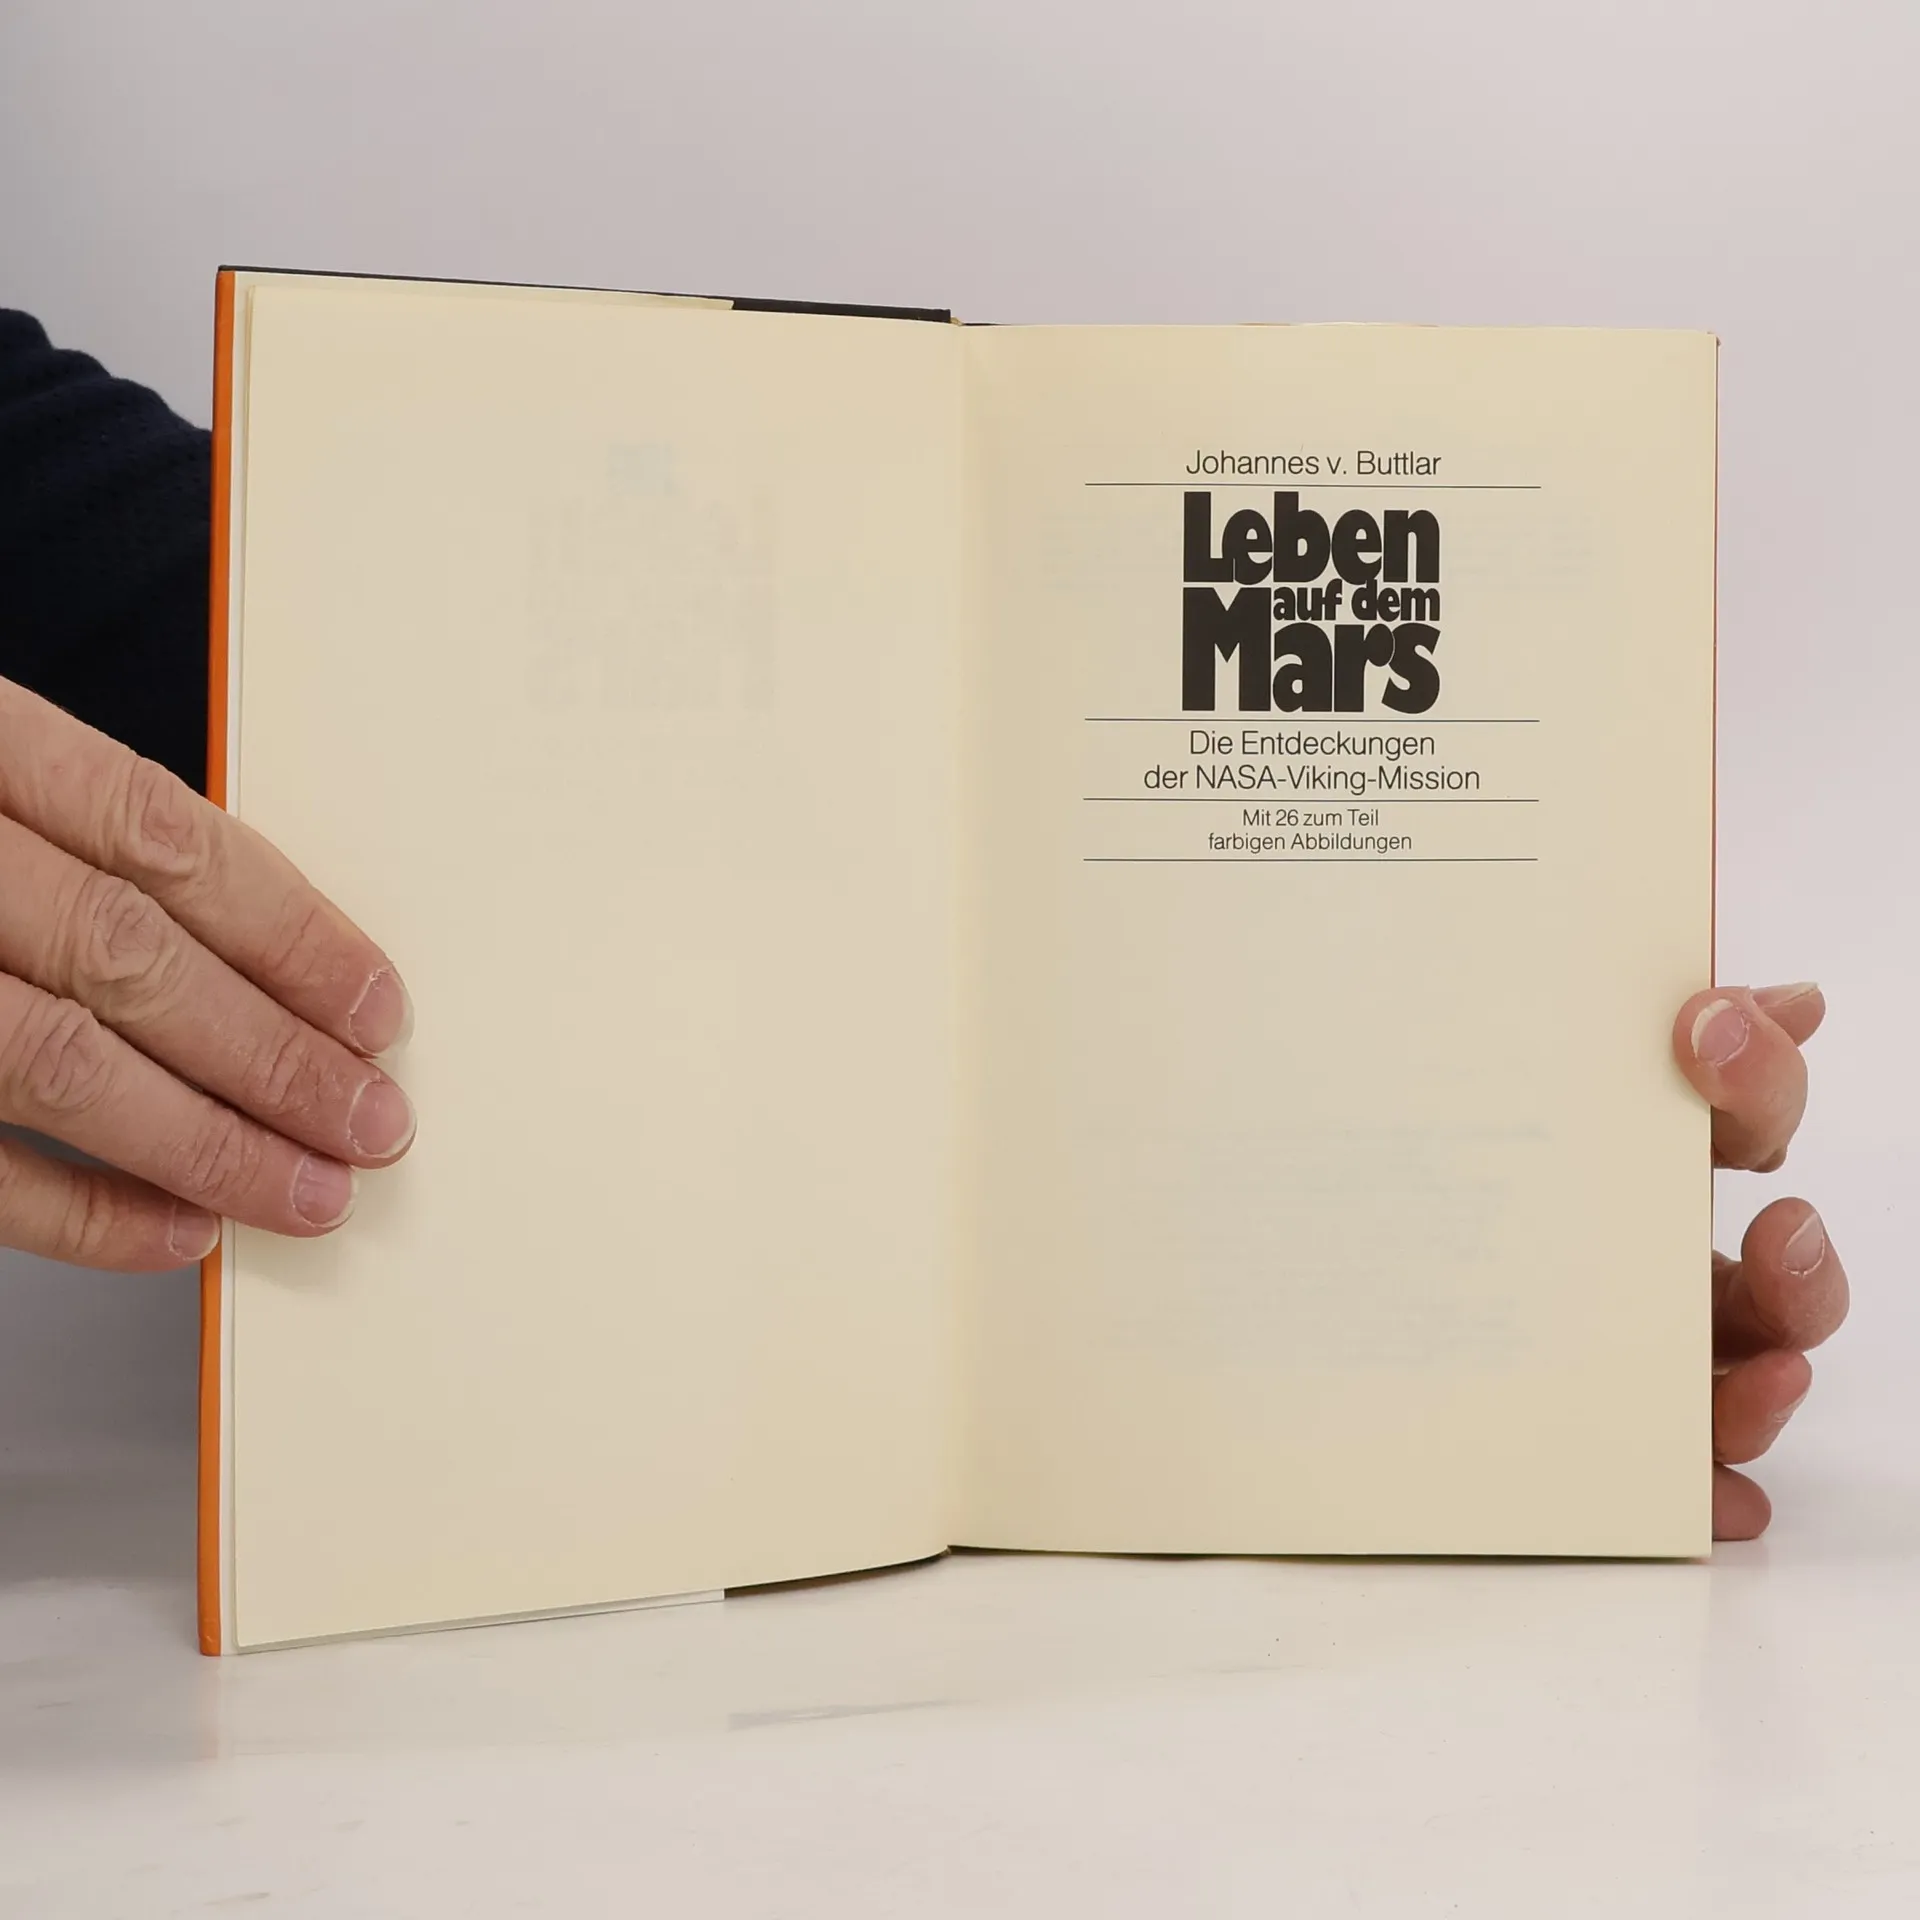 Johannes v. Buttlar
Leben
auf dem
Mars
Die Entdeckungen
der NASA-Viking-Mission
Mit 26 zum Teil
farbigen Abbildungen